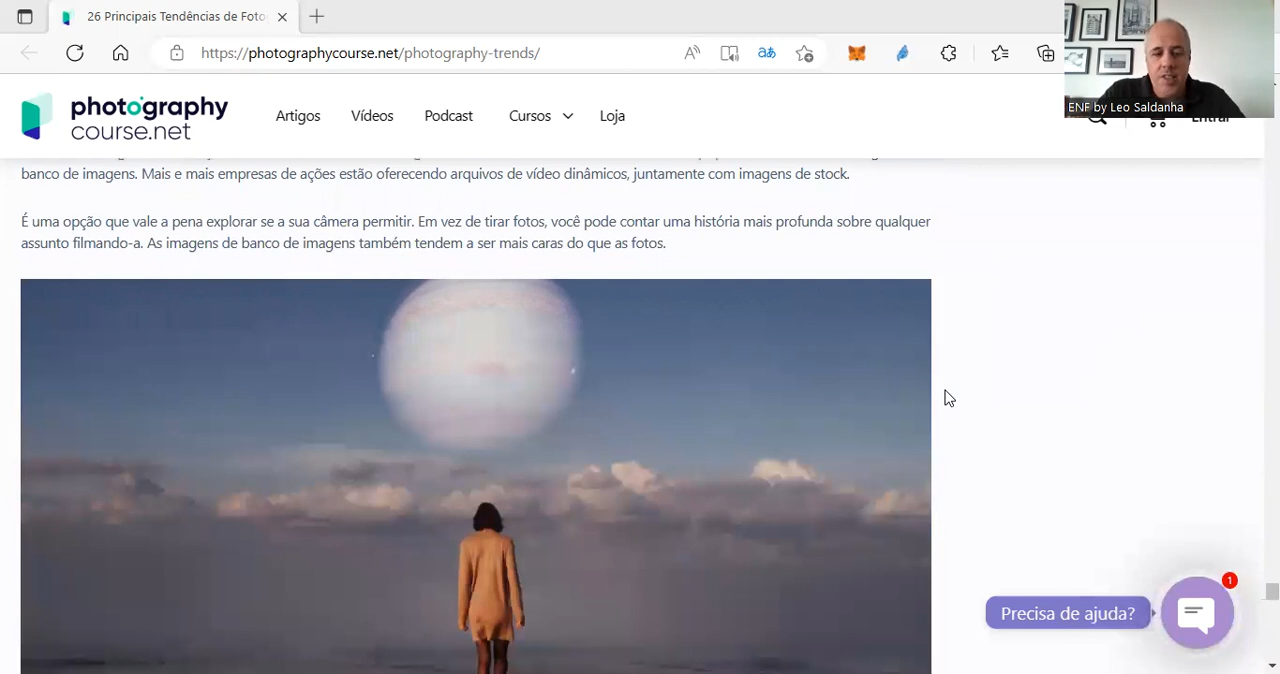 26 Principais Tendências de Foto
https://photographycourse.net/photography-trends/
ENF by Leo Saldanha
photography
course.net
Artigos
Vídeos
Podcast
Cursos
Loja
Entrar
banco de imagens. Mais e mais empresas de ações estão oferecendo arquivos de vídeo dinâmicos, juntamente com imagens de stock.
É uma opção que vale a pena explorar se a sua câmera permitir. Em vez de tirar fotos, você pode contar uma história mais profunda sobre qualquer
assunto filmando-a. As imagens de banco de imagens também tendem a ser mais caras do que as fotos.
1
Precisa de ajuda?